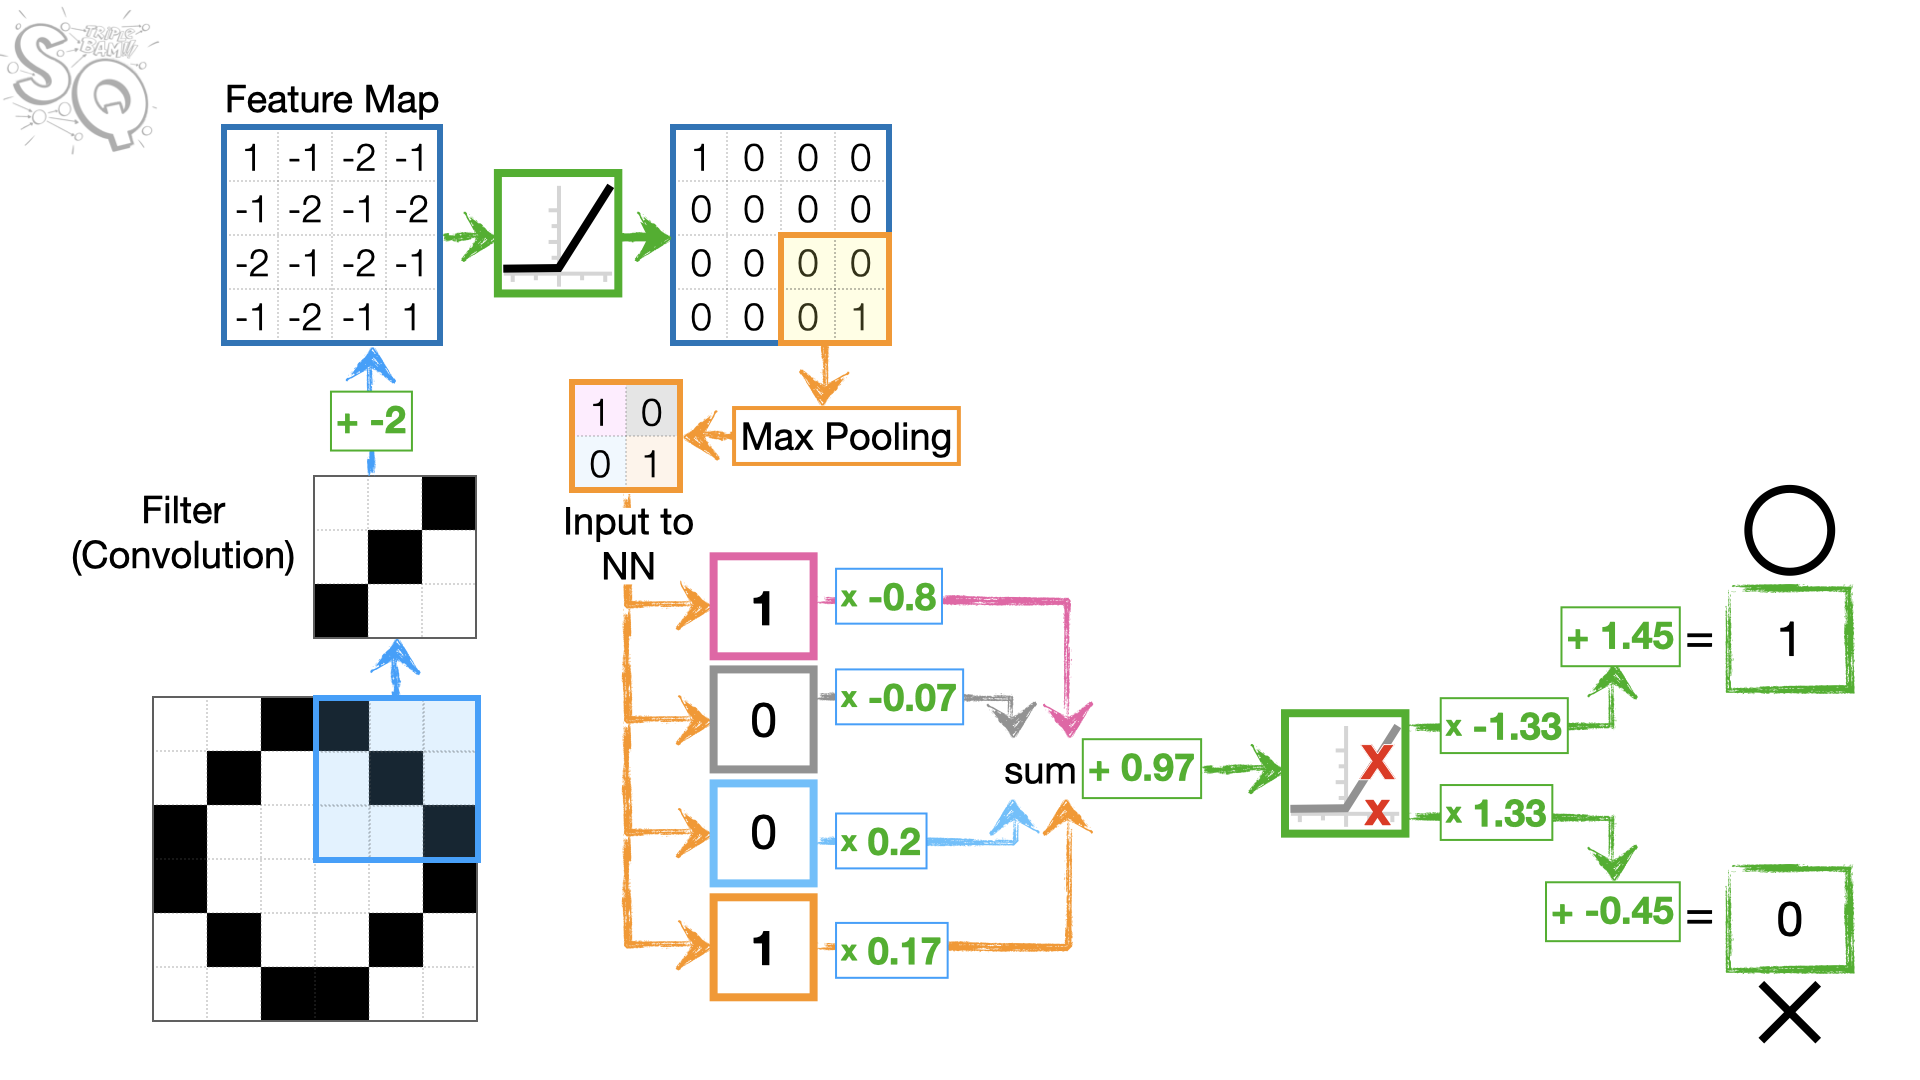 SQ
TRIPLE
BAM!!!
Feature Map
1 -1 -2 -1
-1 -2 -1 -2
-2 -1 -2 -1
-1 -2 -1 1
1 0 0 0
0 0 0 0
0 0 0 0
0 0 0 1
+ -2
1 0
0 1
Max Pooling
Filter
(Convolution)
Input to
NN
1
x -0.8
0
x -0.07
0
x 0.2
1
x 0.17
sum
+ 0.97
x
x
x -1.33
x 1.33
+ 1.45 =
1
+ -0.45 =
0